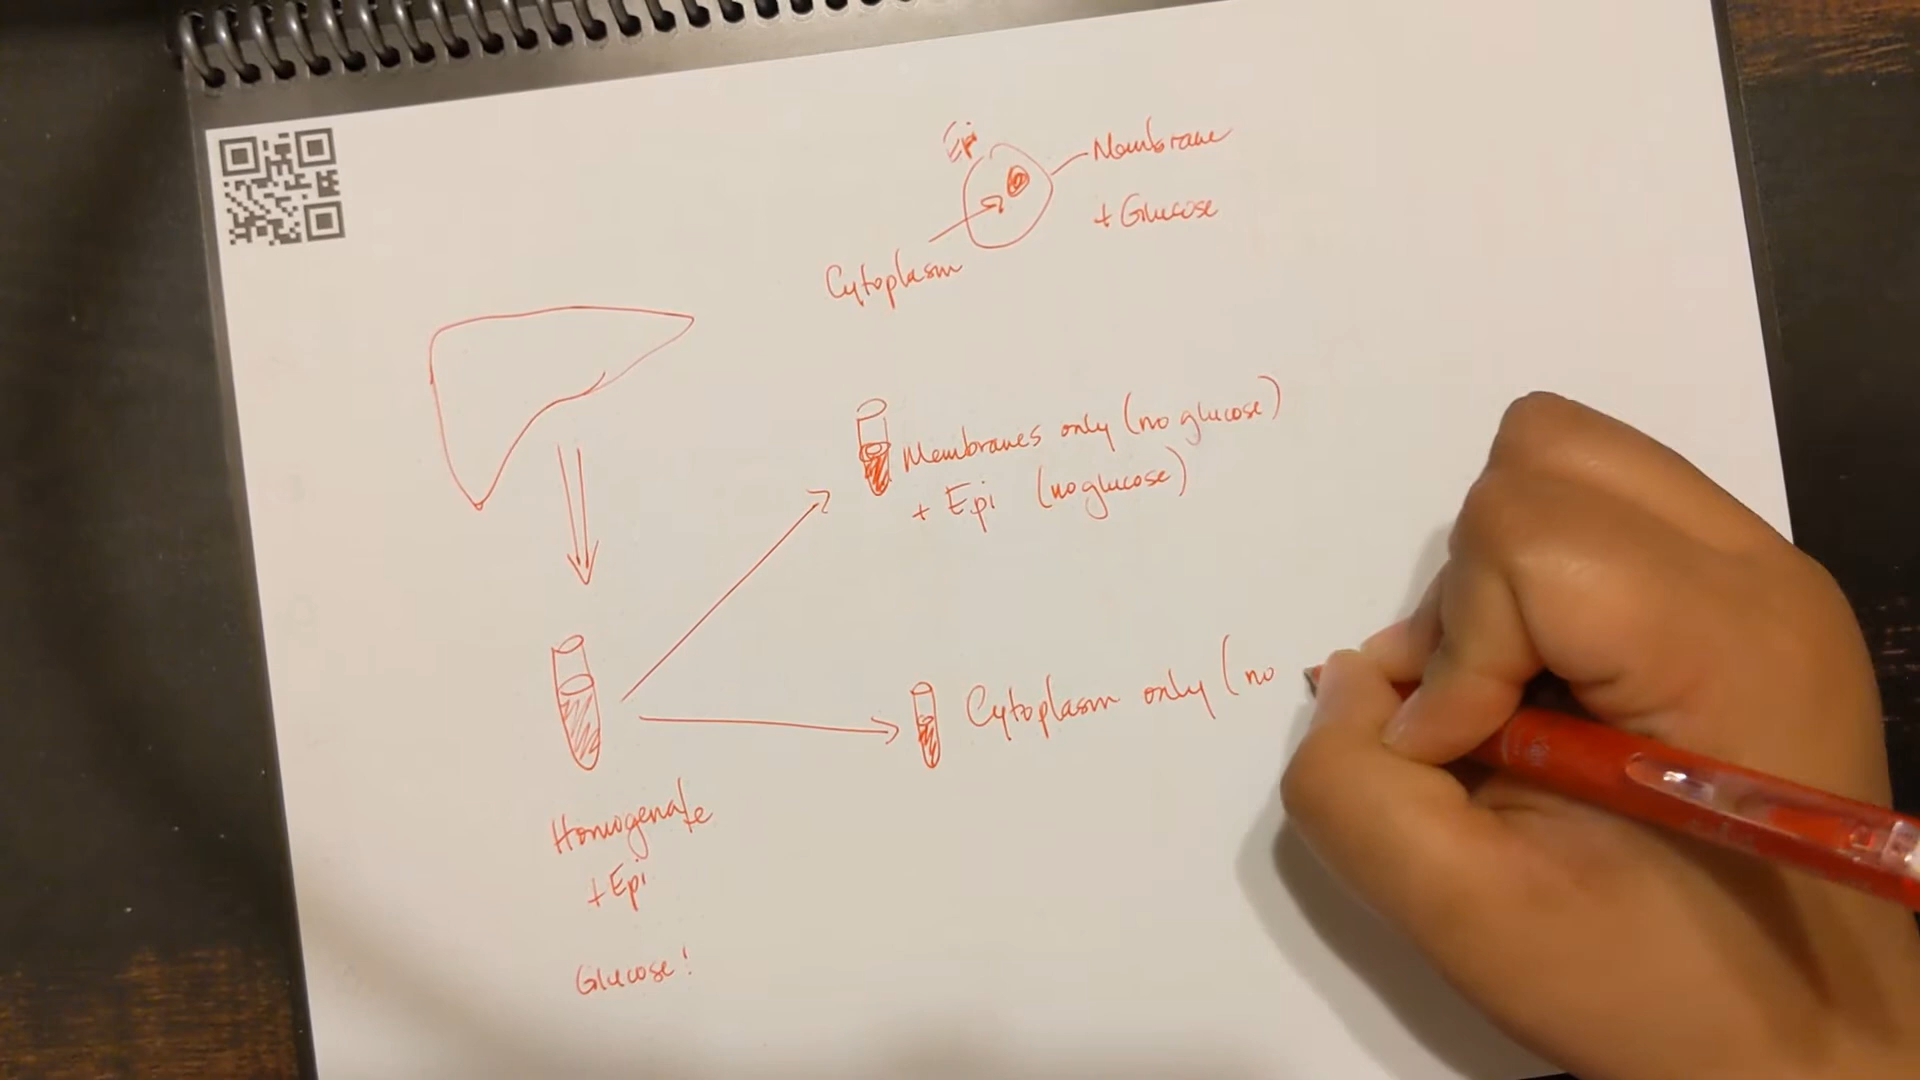 Epi
Membrane
+ Glucose
Cytoplasm
Membranes only (no glucose)
+ Epi (no glucose)
Cytoplasm only (no
Homogenate
+ Epi
Glucose!